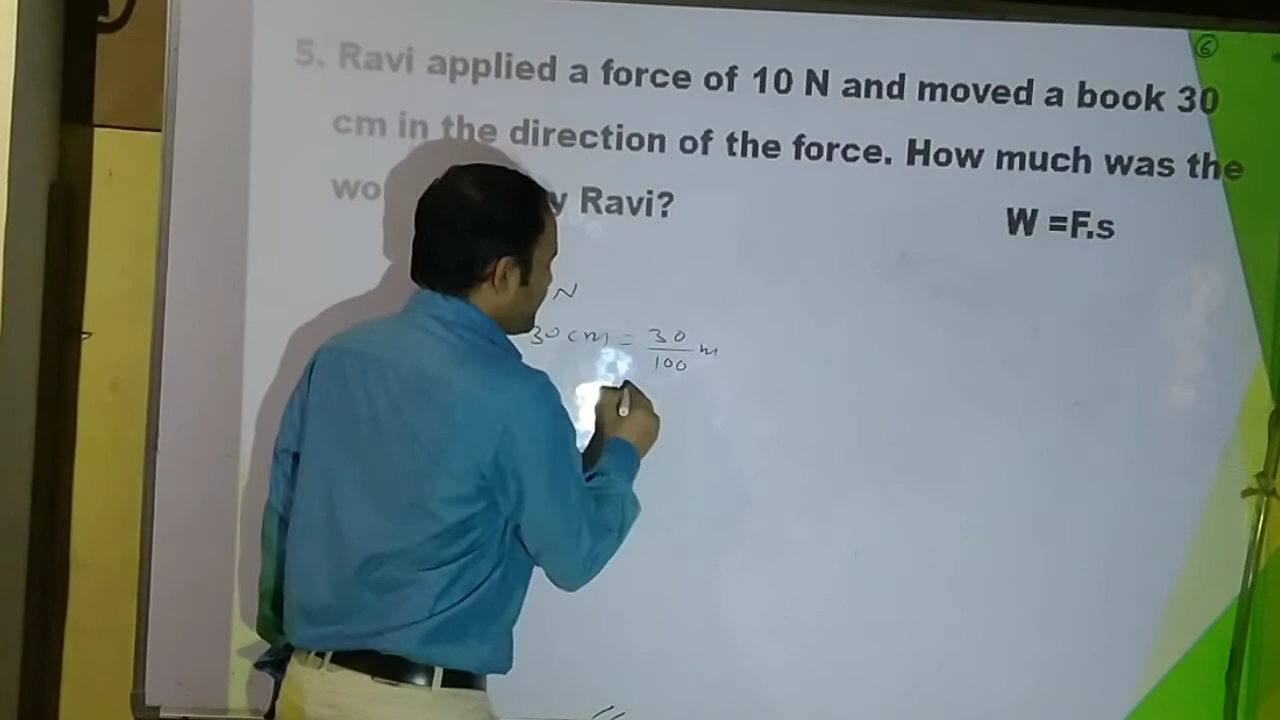 6
5. Ravi applied a force of 10 N and moved a book 30
cm in the direction of the force. How much was the
Ravi?
W =F.s
N
30 cm = 30/100 m